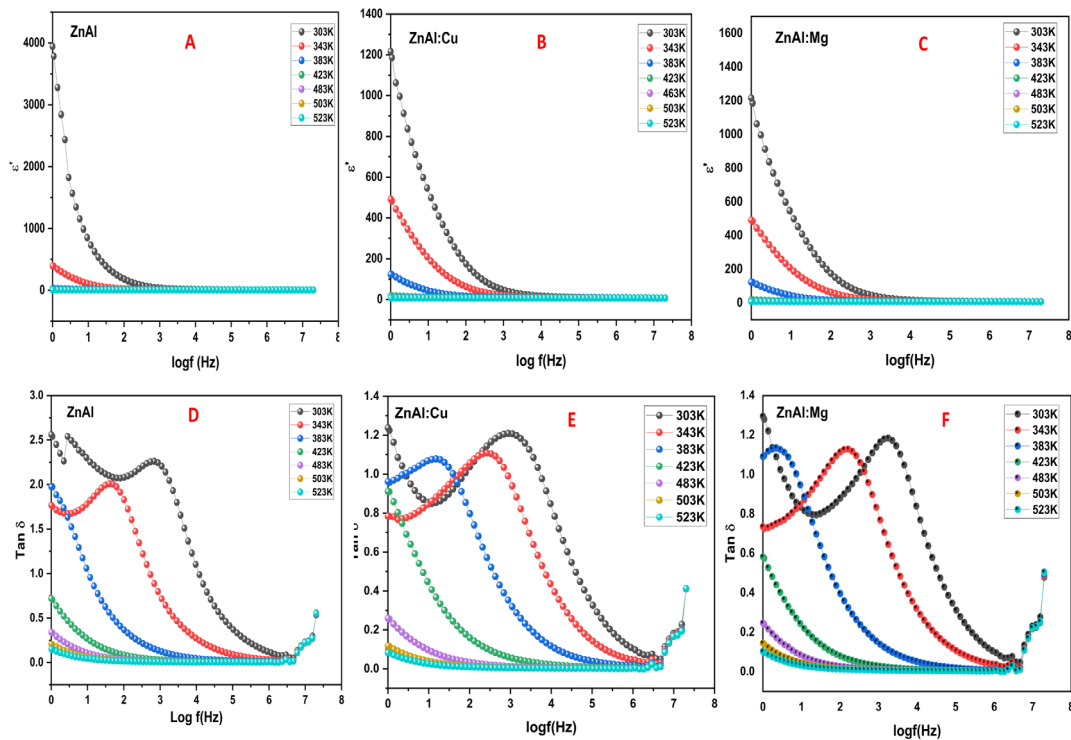 ZnAl
A
303K
343K
383K
423K
483K
503K
523K
4000
3000
2000
1000
0
ε'
0 1 2 3 4 5 6 7 8
logf (Hz)
ZnAl:Cu
B
303K
343K
383K
423K
463K
503K
523K
1400
1200
1000
800
600
400
200
0
ε'
0 1 2 3 4 5 6 7 8
log f (Hz)
ZnAl:Mg
C
303K
343K
383K
423K
483K
503K
523K
1600
1400
1200
1000
800
600
400
200
0
ε'
0 1 2 3 4 5 6 7 8
logf(Hz)
ZnAl
D
303K
343K
383K
423K
483K
503K
523K
3.0
2.5
2.0
1.5
1.0
0.5
0.0
Tan δ
0 1 2 3 4 5 6 7 8
Log f(Hz)
ZnAl:Cu
E
303K
343K
383K
423K
483K
503K
523K
1.4
1.2
1.0
0.8
0.6
0.4
0.2
0.0
Tan
0 1 2 3 4 5 6 7 8
logf(Hz)
ZnAl:Mg
F
303K
343K
383K
423K
483K
503K
523K
1.4
1.2
1.0
0.8
0.6
0.4
0.2
0.0
Tan δ
0 1 2 3 4 5 6 7 8
logf(Hz)